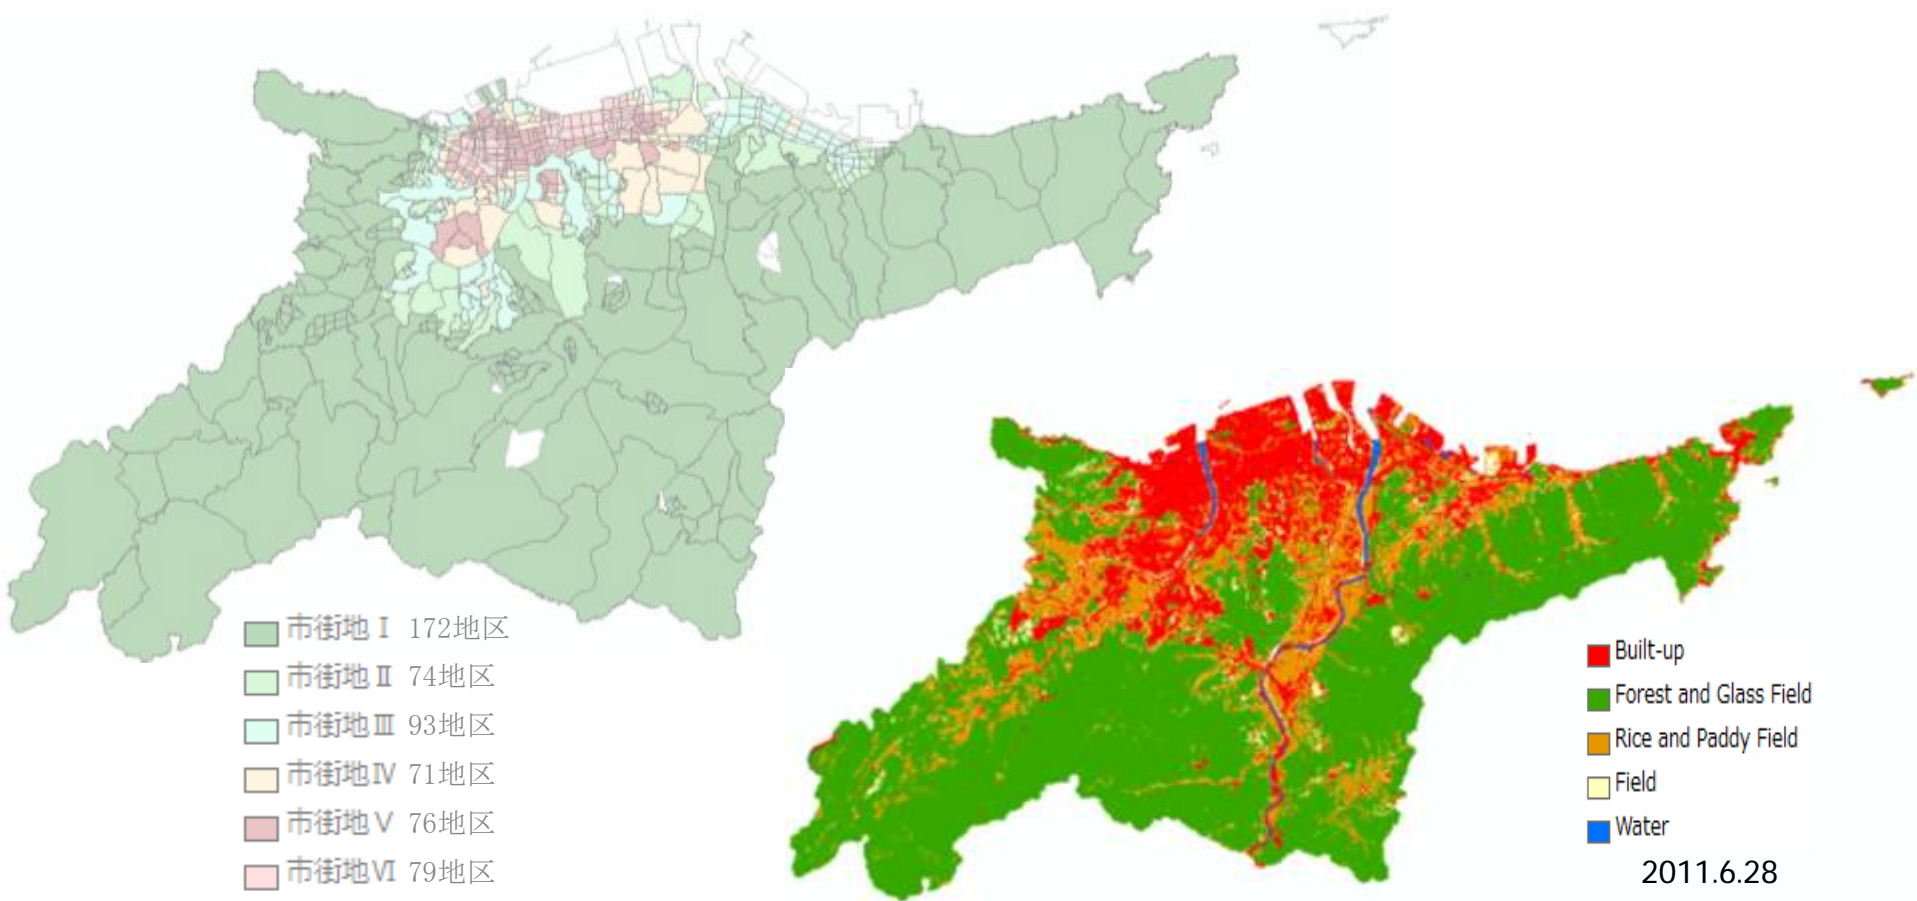 市街地Ⅰ 172地区
市街地Ⅱ 74地区
市街地Ⅲ 93地区
市街地Ⅳ 71地区
市街地Ⅴ 76地区
市街地Ⅵ 79地区
Built-up
Forest and Glass Field
Rice and Paddy Field
Field
Water
2011.6.28